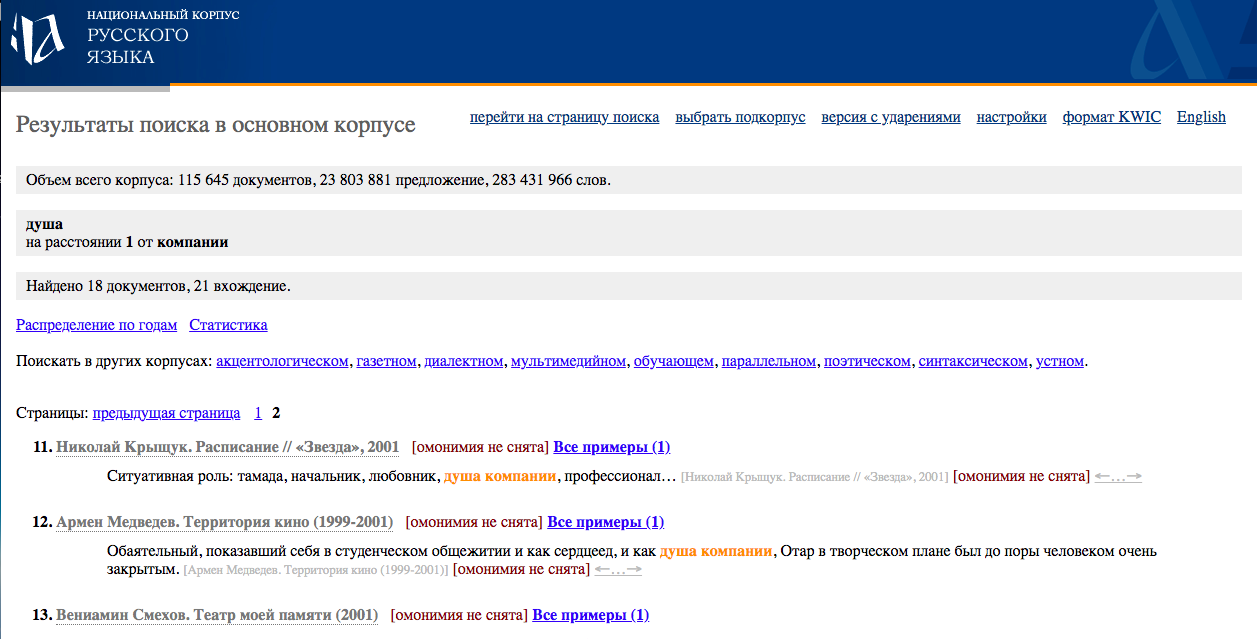 НАЦИОНАЛЬНЫЙ КОРПУС
РУССКОГО
ЯЗЫКА
Результаты поиска в основном корпусе
перейти на страницу поиска выбрать подкорпус версия с ударениями настройки формат KWIC English
Объем всего корпуса: 115 645 документов, 23 803 881 предложение, 283 431 966 слов.
душа
на расстоянии 1 от компании
Найдено 18 документов, 21 вхождение.
Распределение по годам Статистика
Поискать в других корпусах: акцентологическом, газетном, диалектном, мультимедийном, обучающем, параллельном, поэтическом, синтаксическом, устном.
Страницы: предыдущая страница 1 2
11. Николай Крыщук. Расписание // «Звезда», 2001 [омонимия не снята] Все примеры (1)
Ситуативная роль: тамада, начальник, любовник, душа компании, профессионал… [Николай Крыщук. Расписание // «Звезда», 2001] [омонимия не снята] ←…→
12. Армен Медведев. Территория кино (1999-2001) [омонимия не снята] Все примеры (1)
Обаятельный, показавший себя в студенческом общежитии и как сердцеед, и как душа компании, Отар в творческом плане был до поры человеком очень
закрытым. [Армен Медведев. Территория кино (1999-2001)] [омонимия не снята] ←…→
13. Вениамин Смехов. Театр моей памяти (2001) [омонимия не снята] Все примеры (1)